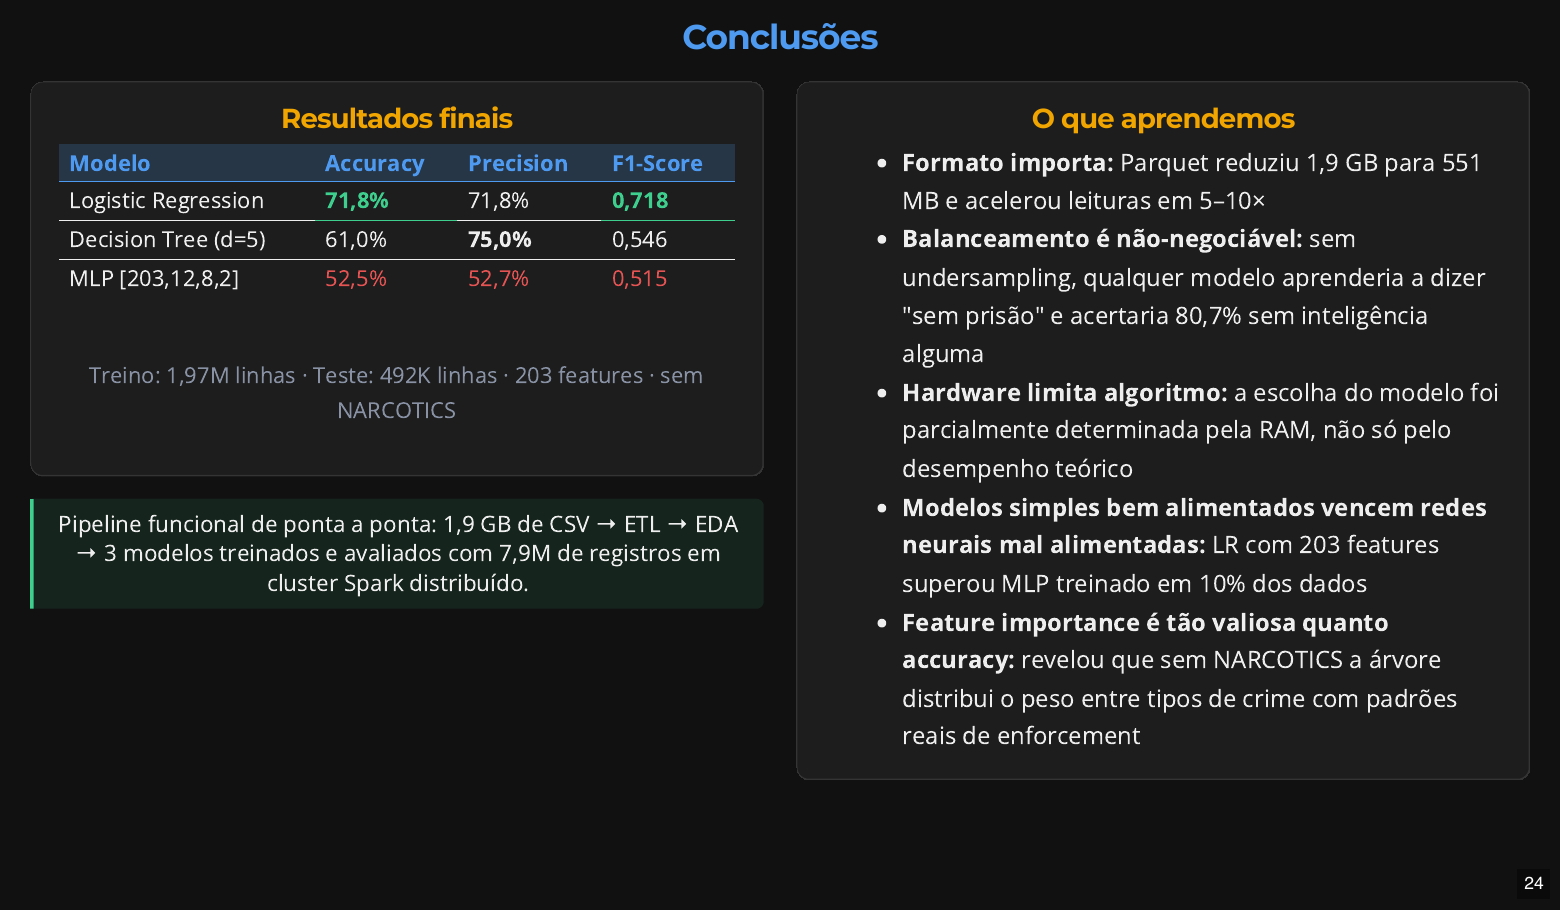 Conclusões
Resultados finais
Modelo Accuracy Precision F1-Score
Logistic Regression 71,8% 71,8% 0,718
Decision Tree (d=5) 61,0% 75,0% 0,546
MLP [203,12,8,2] 52,5% 52,7% 0,515
Treino: 1,97M linhas · Teste: 492K linhas · 203 features · sem
NARCOTICS
Pipeline funcional de ponta a ponta: 1,9 GB de CSV → ETL → EDA
→ 3 modelos treinados e avaliados com 7,9M de registros em
cluster Spark distribuído.
O que aprendemos
• Formato importa: Parquet reduziu 1,9 GB para 551
MB e acelerou leituras em 5–10×
• Balanceamento é não-negociável: sem
undersampling, qualquer modelo aprenderia a dizer
"sem prisão" e acertaria 80,7% sem inteligência
alguma
• Hardware limita algoritmo: a escolha do modelo foi
parcialmente determinada pela RAM, não só pelo
desempenho teórico
• Modelos simples bem alimentados vencem redes
neurais mal alimentadas: LR com 203 features
superou MLP treinado em 10% dos dados
• Feature importance é tão valiosa quanto
accuracy: revelou que sem NARCOTICS a árvore
distribui o peso entre tipos de crime com padrões
reais de enforcement
24